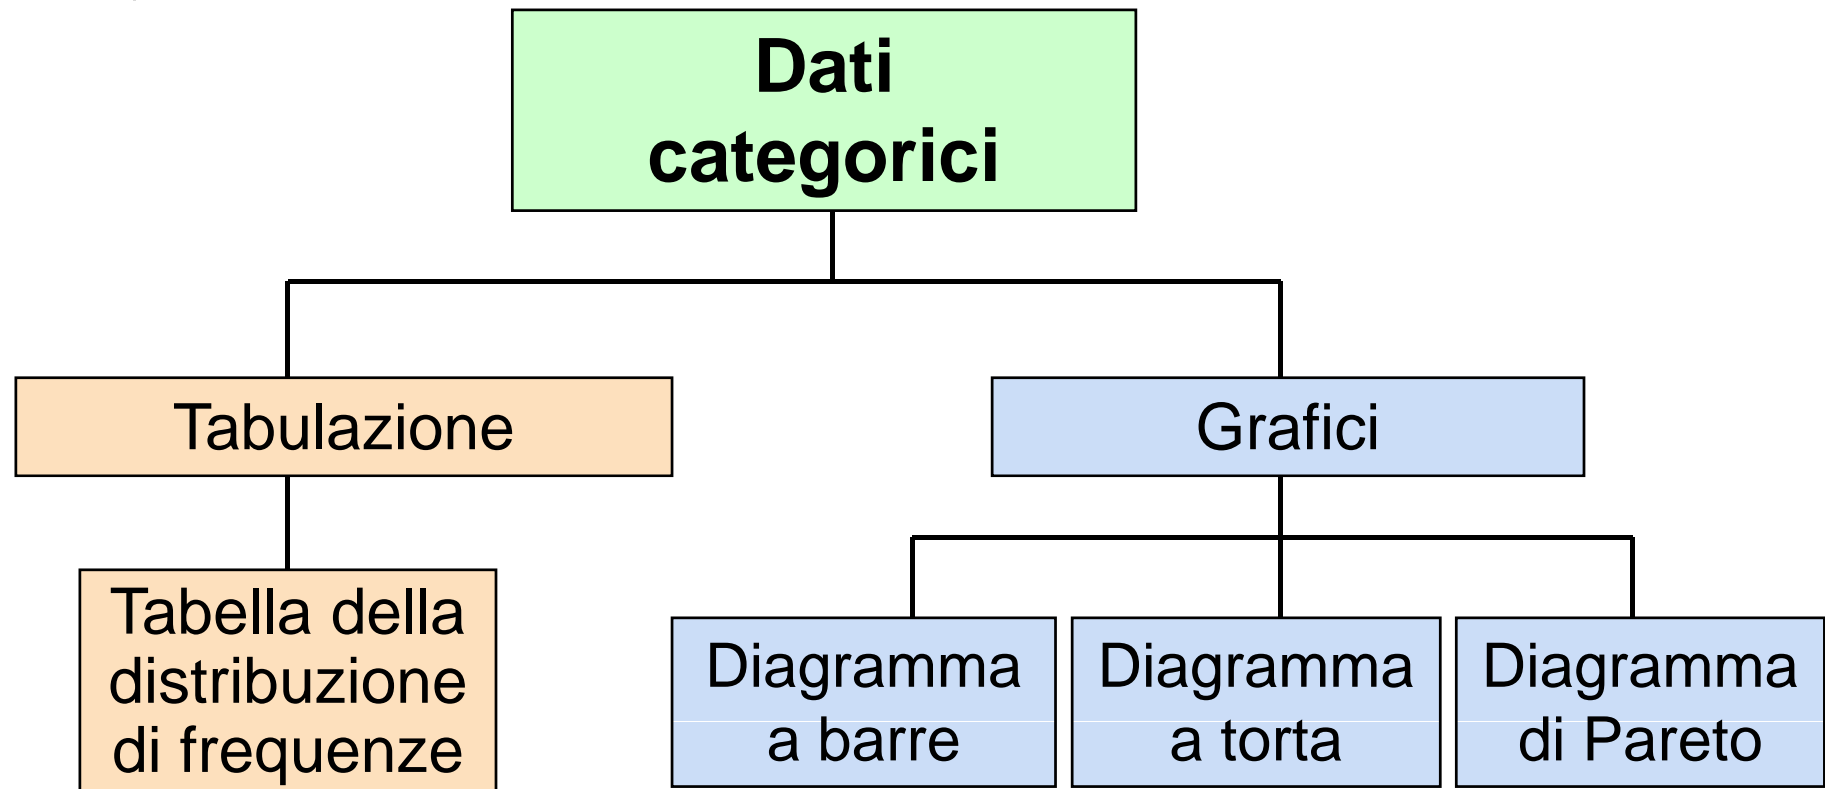 Dati
categorici
Tabulazione
Grafici
Tabella della
distribuzione
di frequenze
Diagramma
a barre
Diagramma
a torta
Diagramma
di Pareto